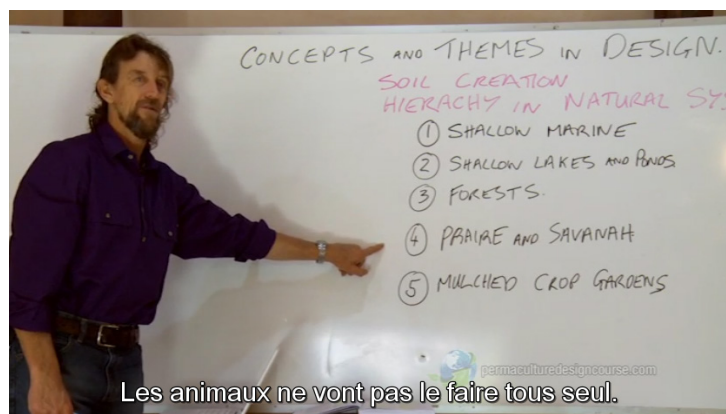 CONCEPTS AND THEMES IN DESIGN.
SOIL CREATION
HIERACHY IN NATURAL SYS
① SHALLOW MARINE
② SHALLOW LAKES AND PONDS
③ FORESTS.
④ PRAIRE AND SAVANAH
⑤ MULCHED CROP GARDENS
permaculturedesigncourse.com
Les animaux ne vont pas le faire tous seul.